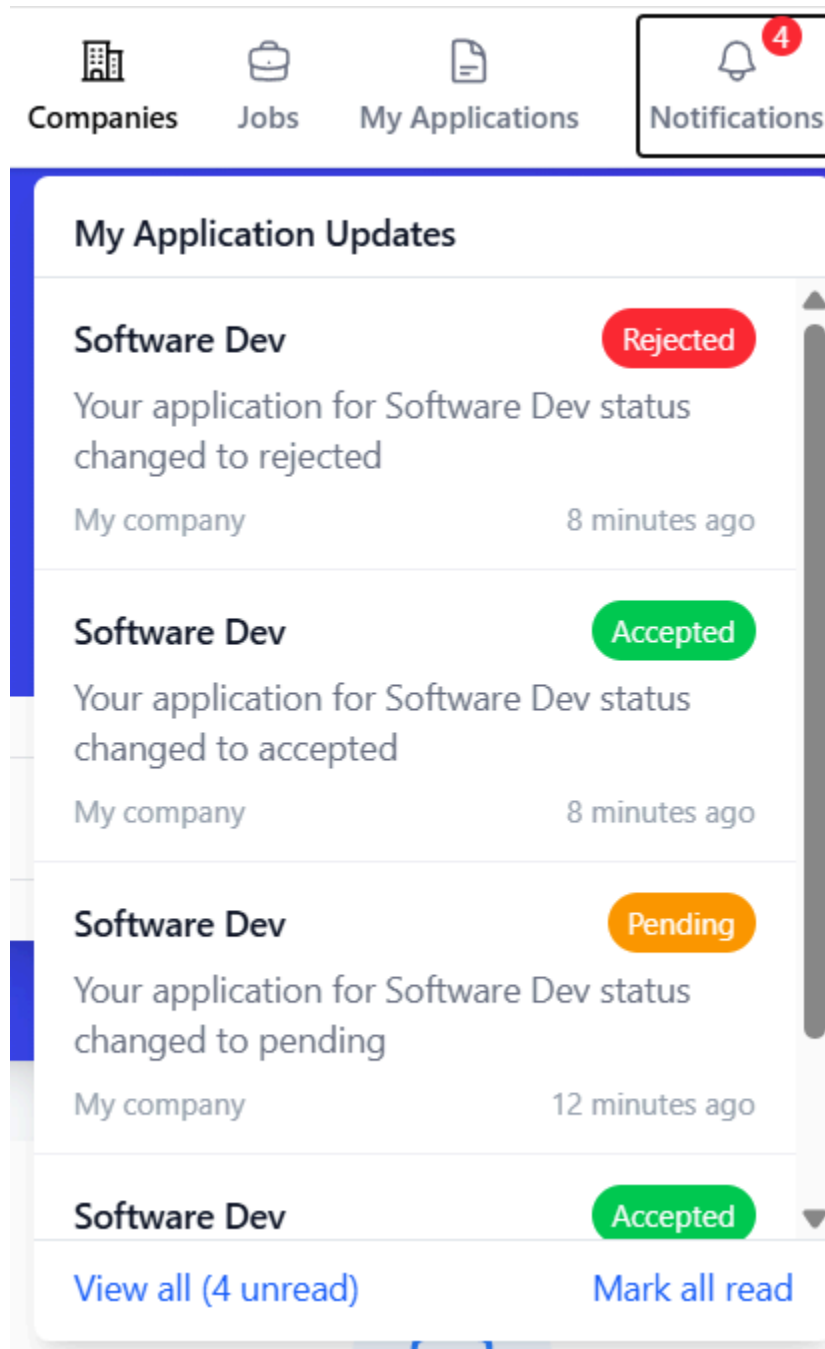 4
Companies Jobs My Applications Notifications
My Application Updates
Software Dev Rejected
Your application for Software Dev status
changed to rejected
My company 8 minutes ago
Software Dev Accepted
Your application for Software Dev status
changed to accepted
My company 8 minutes ago
Software Dev Pending
Your application for Software Dev status
changed to pending
My company 12 minutes ago
Software Dev Accepted
View all (4 unread) Mark all read